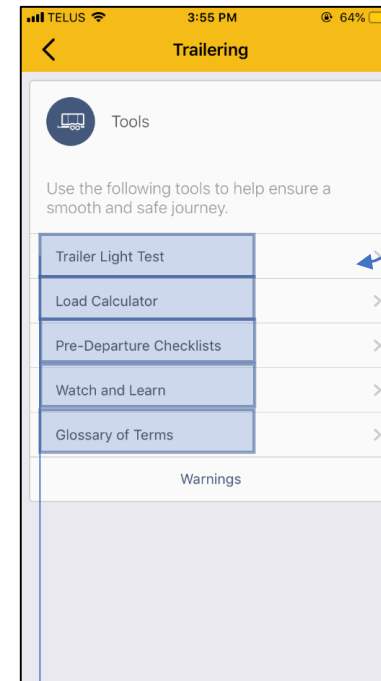 TELUS 3:55 PM 64%
Trailering
Tools
Use the following tools to help ensure a
smooth and safe journey.
Trailer Light Test
Load Calculator
Pre-Departure Checklists
Watch and Learn
Glossary of Terms
Warnings